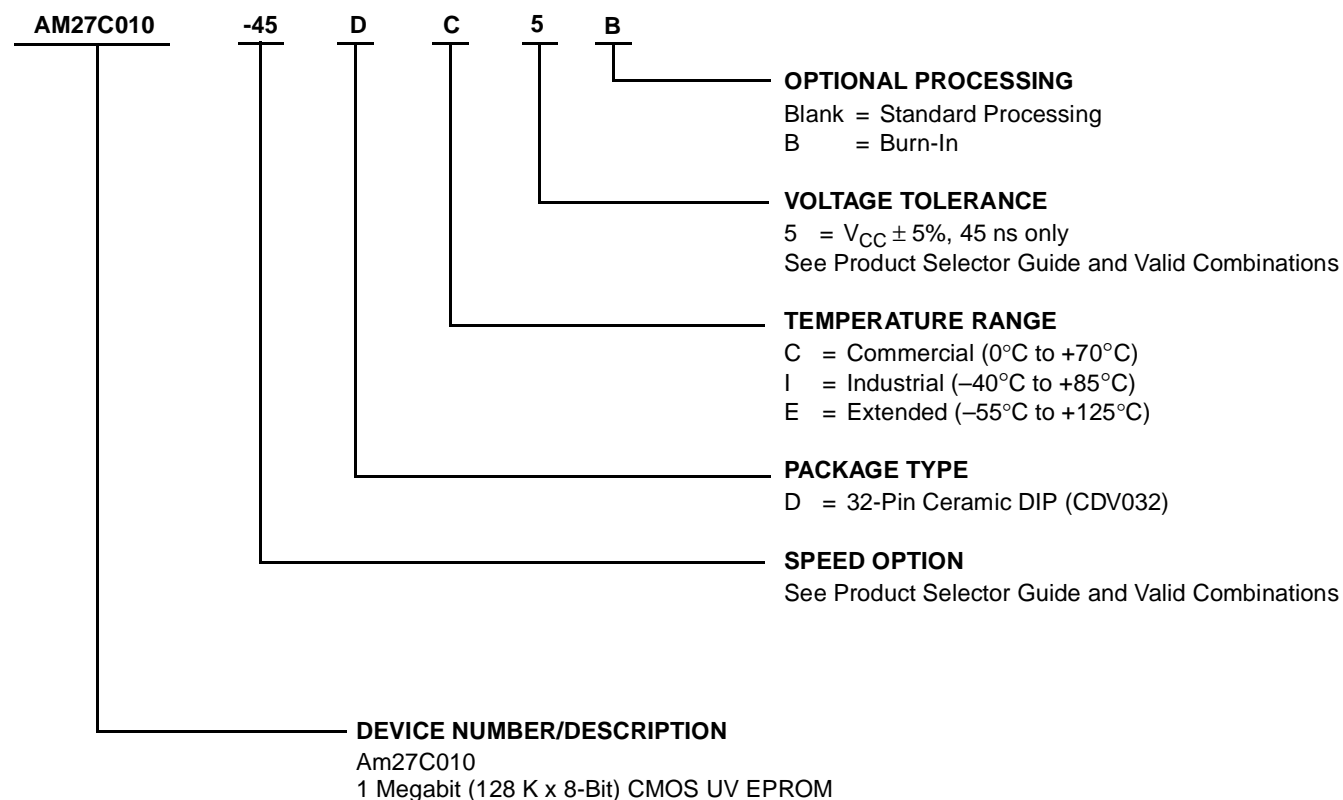 AM27C010 -45 D C 5 B
OPTIONAL PROCESSING
Blank = Standard Processing
B = Burn-In
VOLTAGE TOLERANCE
5 = VCC ± 5%, 45 ns only
See Product Selector Guide and Valid Combinations
TEMPERATURE RANGE
C = Commercial (0°C to +70°C)
I = Industrial (–40°C to +85°C)
E = Extended (–55°C to +125°C)
PACKAGE TYPE
D = 32-Pin Ceramic DIP (CDV032)
SPEED OPTION
See Product Selector Guide and Valid Combinations
DEVICE NUMBER/DESCRIPTION
Am27C010
1 Megabit (128 K x 8-Bit) CMOS UV EPROM